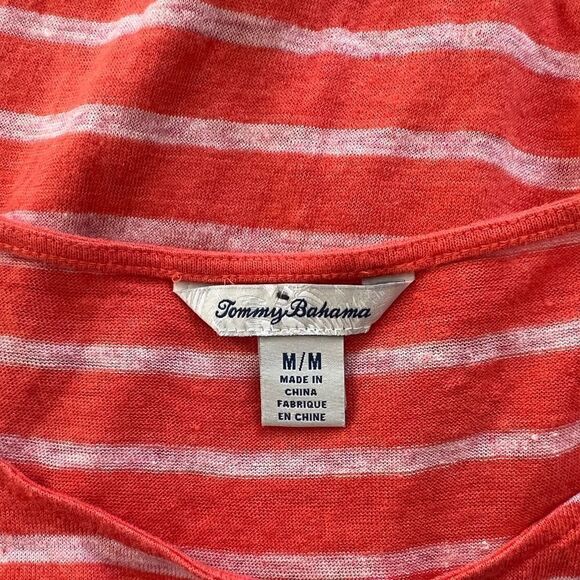 Tommy Bahama
M/M
MADE IN
CHINA
FABRIQUE
EN CHINE